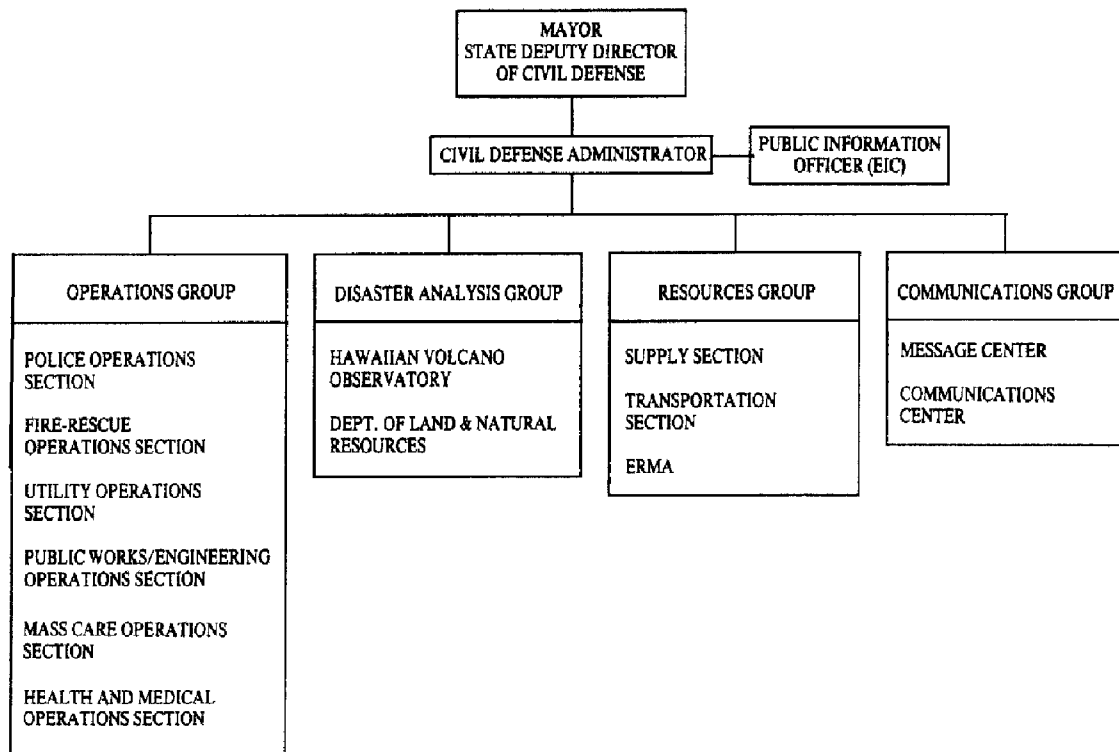 MAYOR
STATE DEPUTY DIRECTOR
OF CIVIL DEFENSE
CIVIL DEFENSE ADMINISTRATOR
PUBLIC INFORMATION
OFFICER (EIC)
OPERATIONS GROUP
POLICE OPERATIONS
SECTION
FIRE-RESCUE
OPERATIONS SECTION
UTILITY OPERATIONS
SECTION
PUBLIC WORKS/ENGINEERING
OPERATIONS SECTION
MASS CARE OPERATIONS
SECTION
HEALTH AND MEDICAL
OPERATIONS SECTION
DISASTER ANALYSIS GROUP
HAWAIIAN VOLCANO
OBSERVATORY
DEPT. OF LAND & NATURAL
RESOURCES
RESOURCES GROUP
SUPPLY SECTION
TRANSPORTATION
SECTION
ERMA
COMMUNICATIONS GROUP
MESSAGE CENTER
COMMUNICATIONS
CENTER